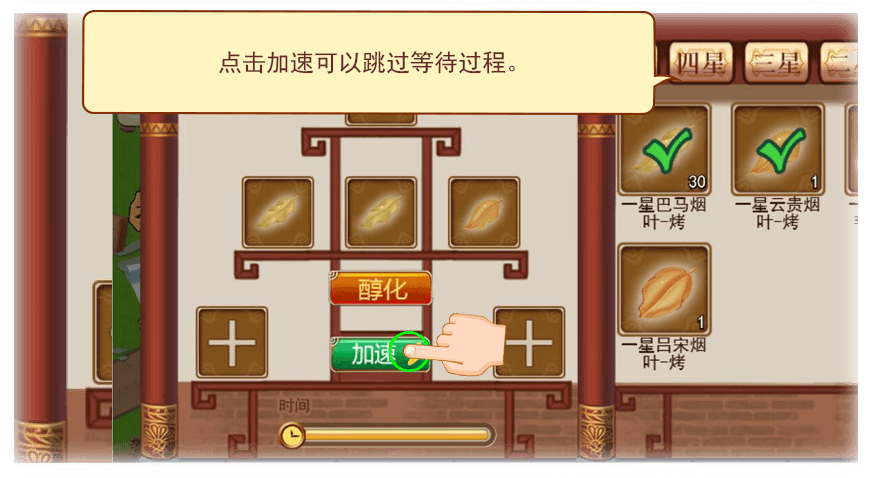 点击加速可以跳过等待过程。
四星
三星
二
30
1
一星巴马烟
叶-烤
一星云贵烟
叶-烤
醇化
加速
1
一星吕宋烟
叶-烤
时间